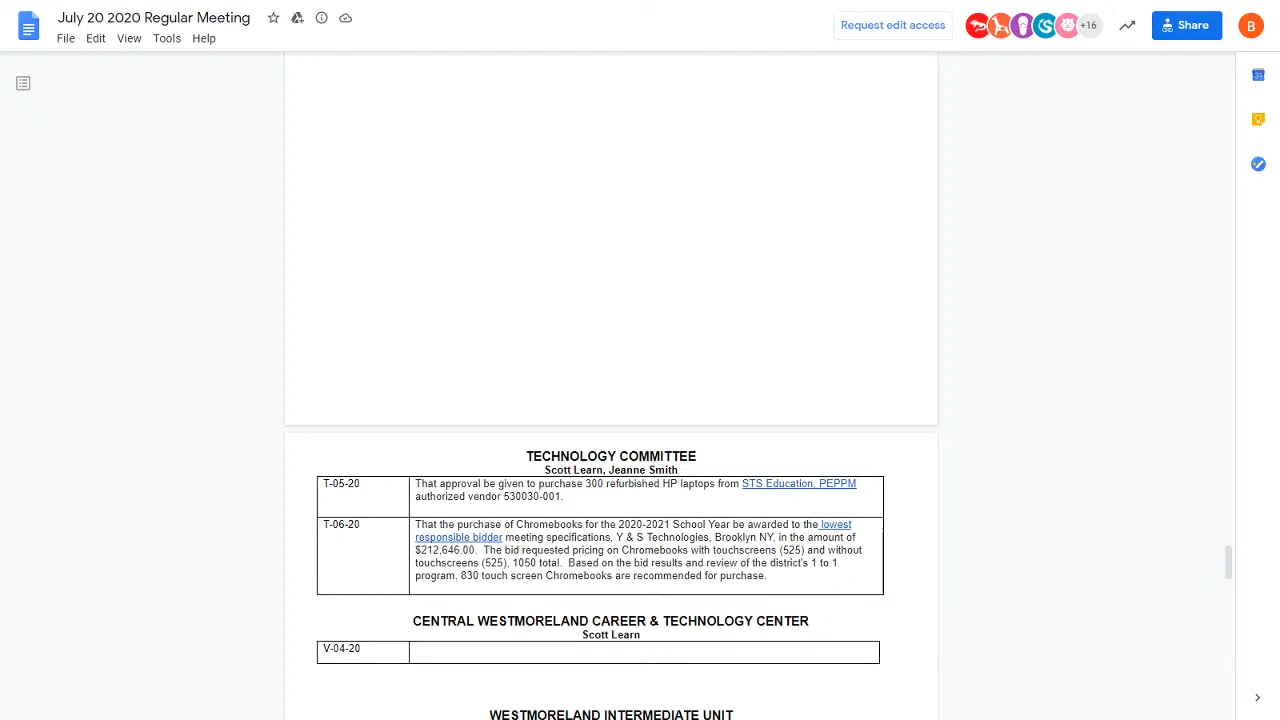 July 20 2020 Regular Meeting
File Edit View Tools Help
Request edit access
+16
Share
B
31
TECHNOLOGY COMMITTEE
Scott Learn, Jeanne Smith
T-05-20
That approval be given to purchase 300 refurbished HP laptops from STS Education, PEPPM
authorized vendor 530030-001.
T-06-20
That the purchase of Chromebooks for the 2020-2021 School Year be awarded to the lowest
responsible bidder meeting specifications, Y & S Technologies, Brooklyn NY, in the amount of
$212,646.00. The bid requested pricing on Chromebooks with touchscreens (525) and without
touchscreens (525), 1050 total. Based on the bid results and review of the district's 1 to 1
program, 830 touch screen Chromebooks are recommended for purchase.
CENTRAL WESTMORELAND CAREER & TECHNOLOGY CENTER
Scott Learn
V-04-20
WESTMORELAND INTERMEDIATE UNIT